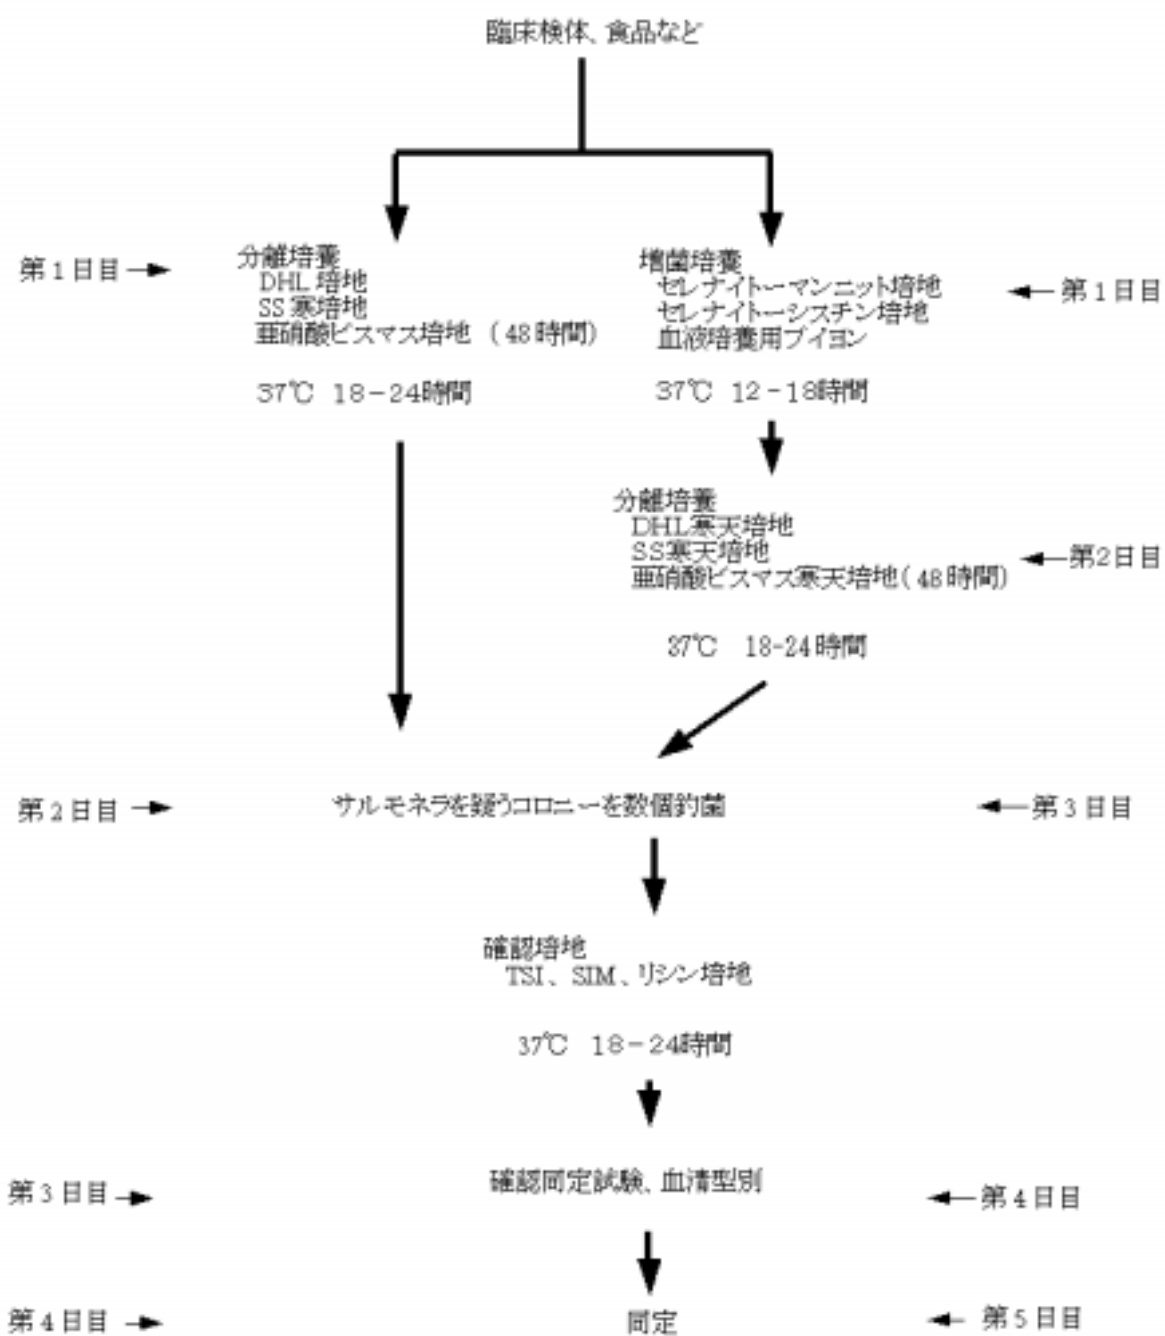 臨床検体、食品など
第1日目
分離培養
DHL 培地
SS 寒培地
亜硝酸ビスマス培地 (48時間)
37℃ 18-24時間
増菌培養
セレナイトーマンニット培地
セレナイトーシスチン培地
血液培養用ブイヨン
37℃ 12-18時間
第1日目
分離培養
DHL寒天培地
SS寒天培地
亜硝酸ビスマス寒天培地(48時間)
37℃ 18-24時間
第2日目
第2日目
サルモネラを疑うコロニーを数個釣菌
第3日目
確認培地
TSI、SIM、リシン培地
37℃ 18-24時間
第3日目
確認同定試験、血清型別
第4日目
第4日目
同定
第5日目